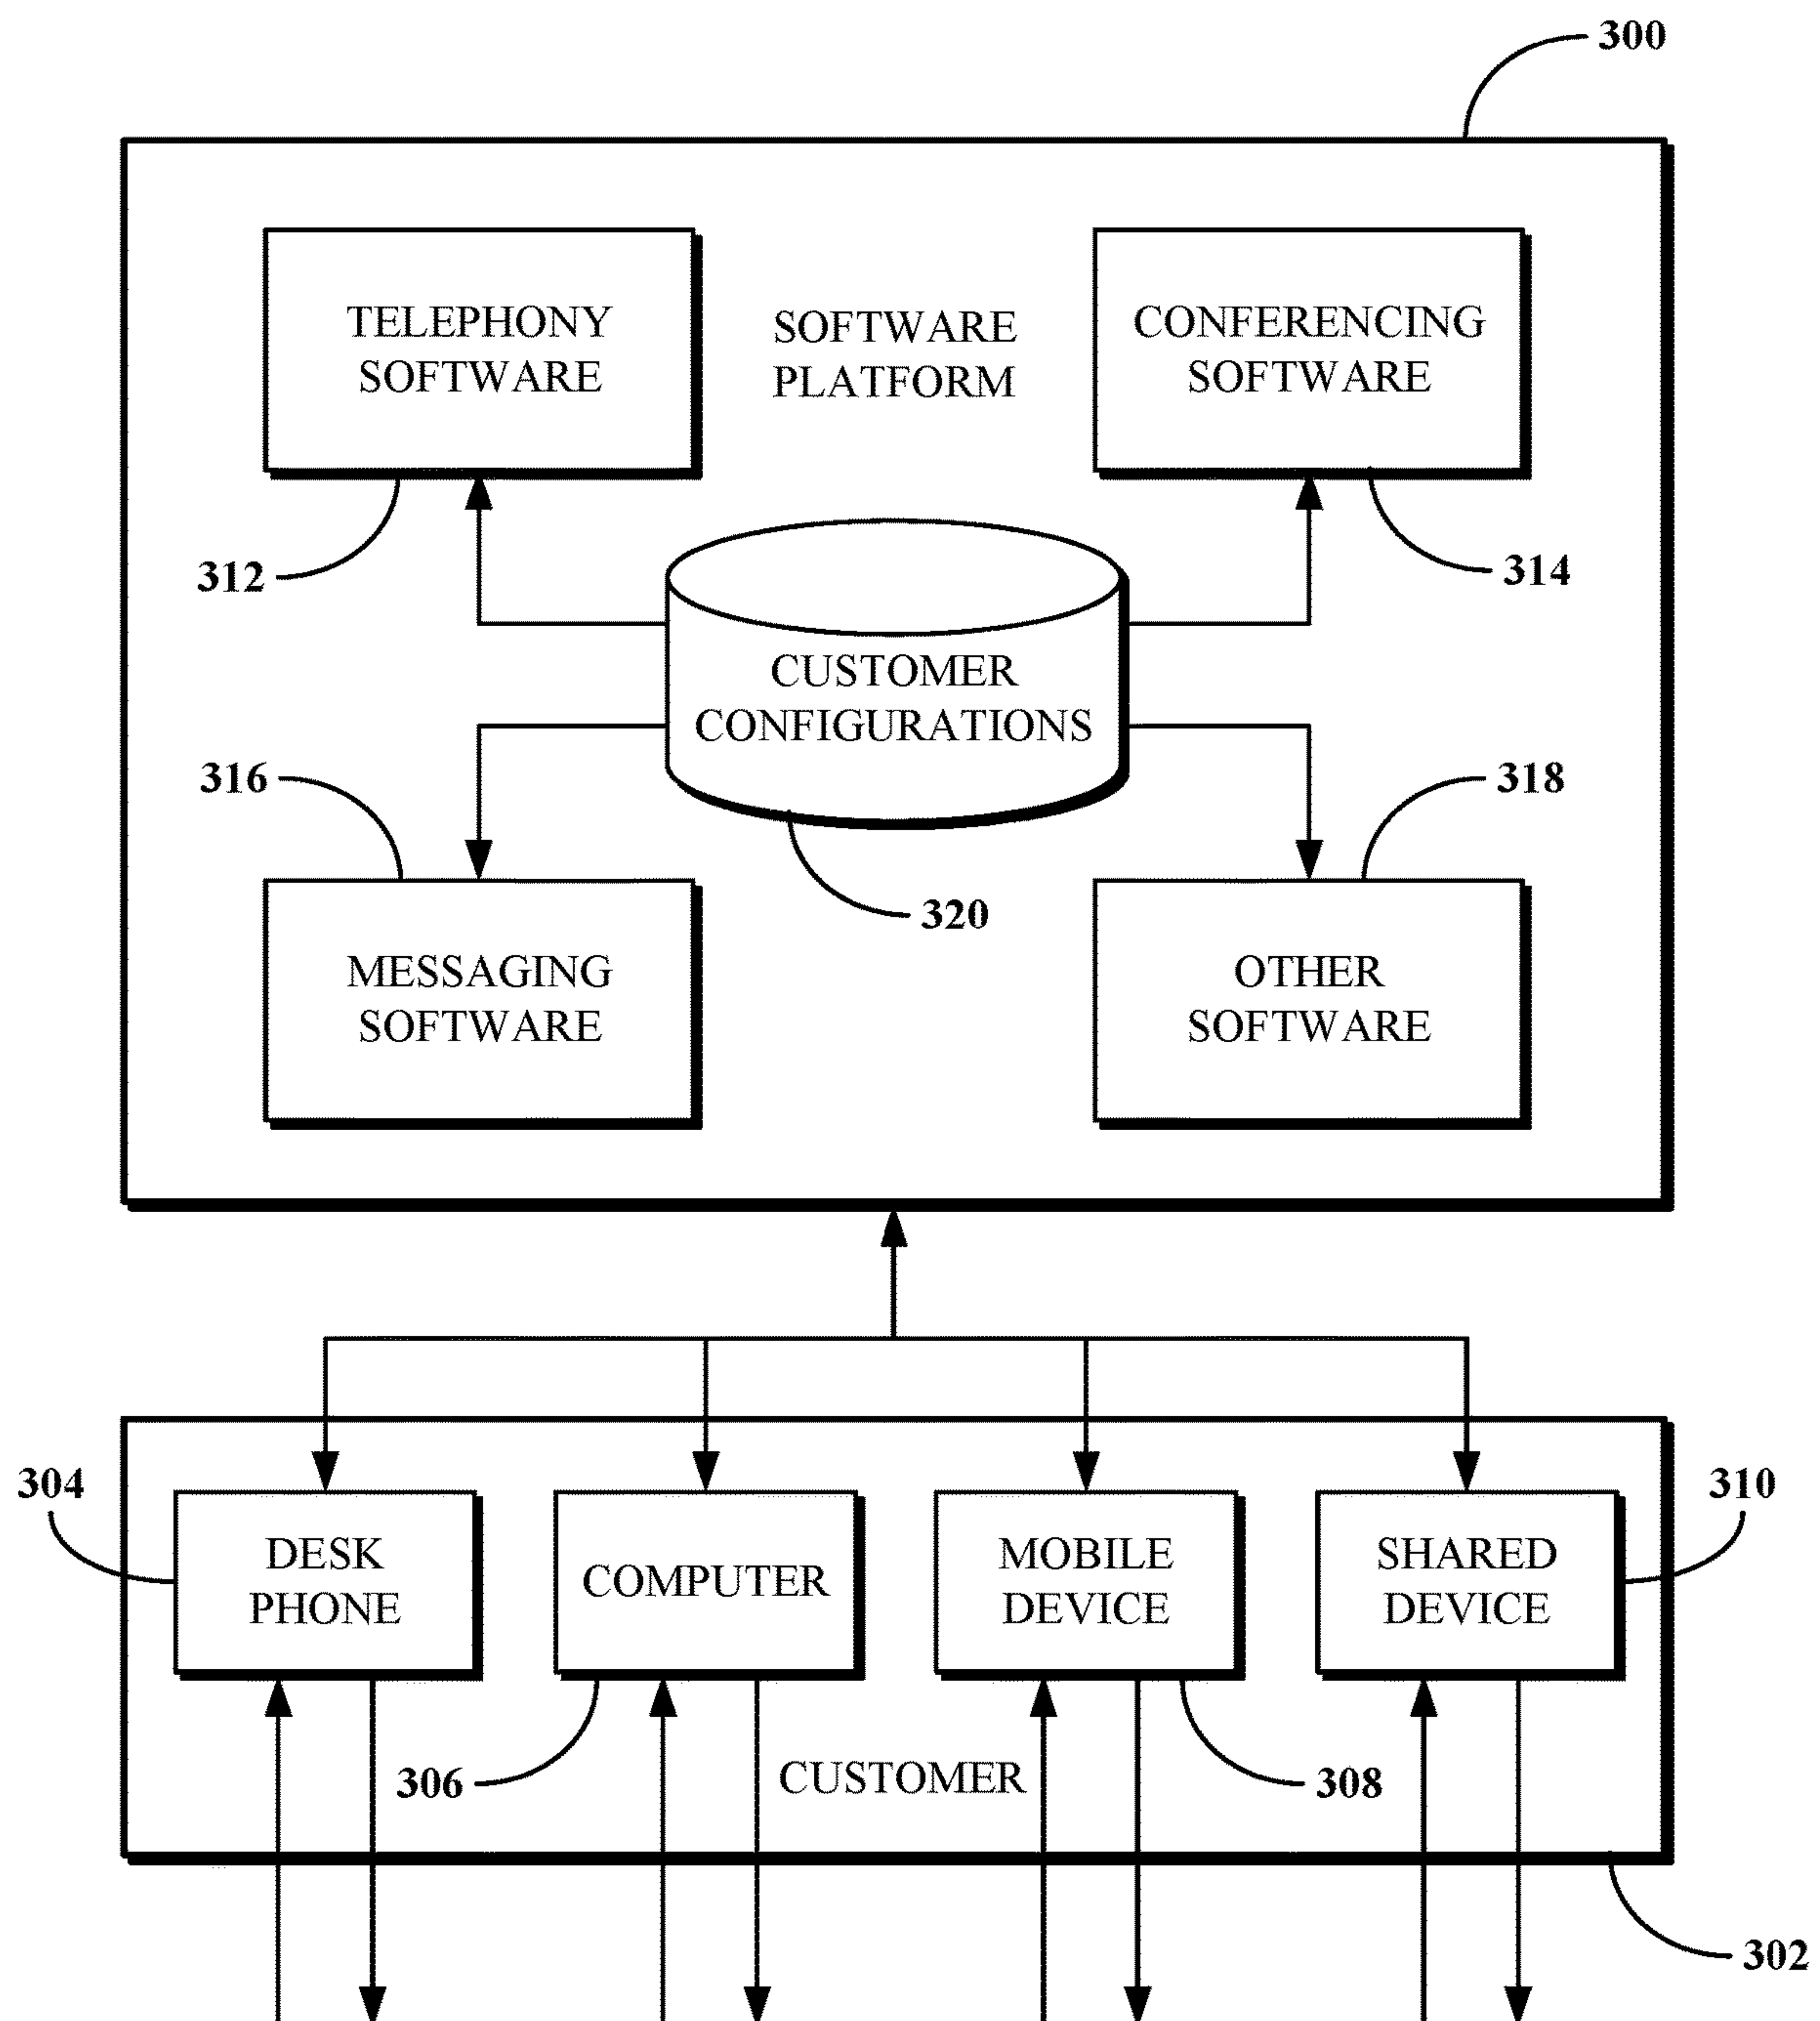 300
TELEPHONY
SOFTWARE
SOFTWARE
PLATFORM
CONFERENCING
SOFTWARE
312
314
CUSTOMER
CONFIGURATIONS
316
318
320
MESSAGING
SOFTWARE
OTHER
SOFTWARE
304
310
DESK
PHONE
COMPUTER
MOBILE
DEVICE
SHARED
DEVICE
306
CUSTOMER
308
302